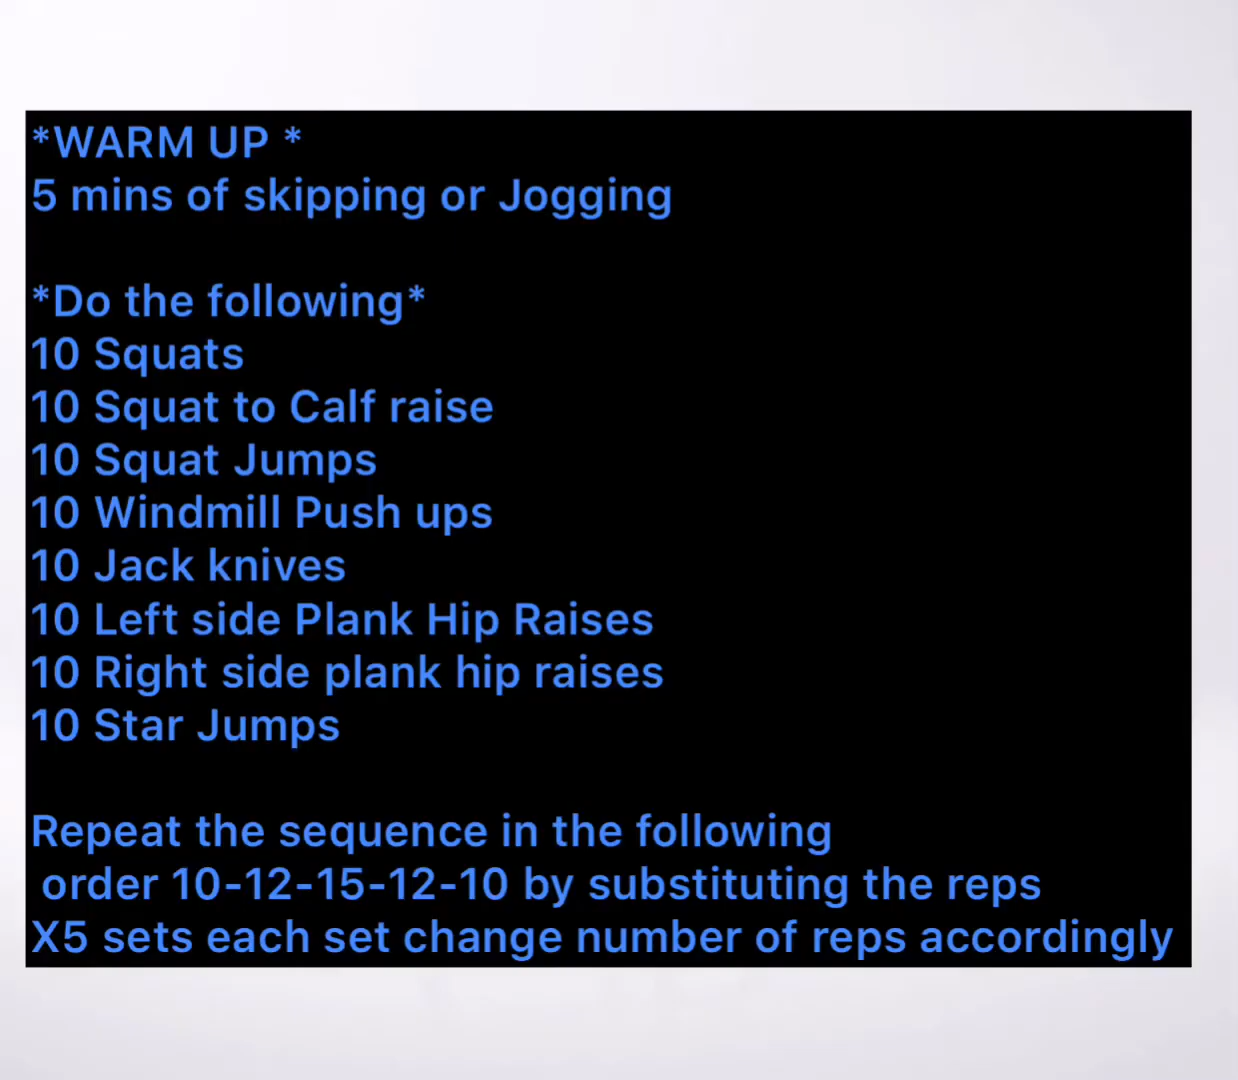 *WARM UP *
5 mins of skipping or Jogging
*Do the following*
10 Squats
10 Squat to Calf raise
10 Squat Jumps
10 Windmill Push ups
10 Jack knives
10 Left side Plank Hip Raises
10 Right side plank hip raises
10 Star Jumps
Repeat the sequence in the following
order 10-12-15-12-10 by substituting the reps
X5 sets each set change number of reps accordingly